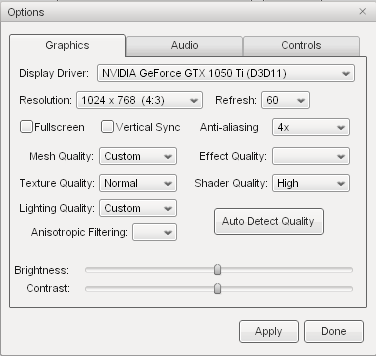 Options
Graphics Audio Controls
Display Driver: NVIDIA GeForce GTX 1050 Ti (D3D11)
Resolution: 1024 x 768 (4:3) Refresh: 60
Fullscreen Vertical Sync Anti-aliasing 4x
Mesh Quality: Custom Effect Quality:
Texture Quality: Normal Shader Quality: High
Lighting Quality: Custom
Auto Detect Quality
Anisotropic Filtering:
Brightness:
Contrast:
Apply Done